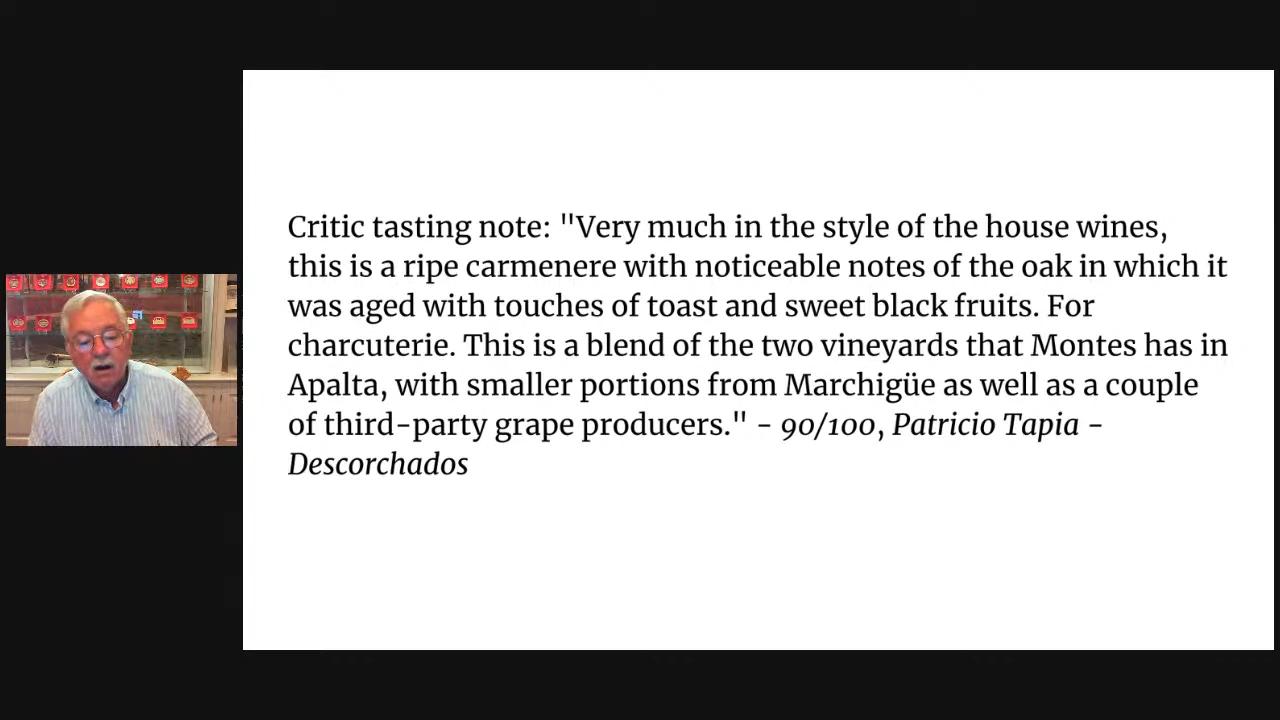 Critic tasting note: "Very much in the style of the house wines,
this is a ripe carmenere with noticeable notes of the oak in which it
was aged with touches of toast and sweet black fruits. For
charcuterie. This is a blend of the two vineyards that Montes has in
Apalta, with smaller portions from Marchigüe as well as a couple
of third-party grape producers." - 90/100, Patricio Tapia -
Descorchados